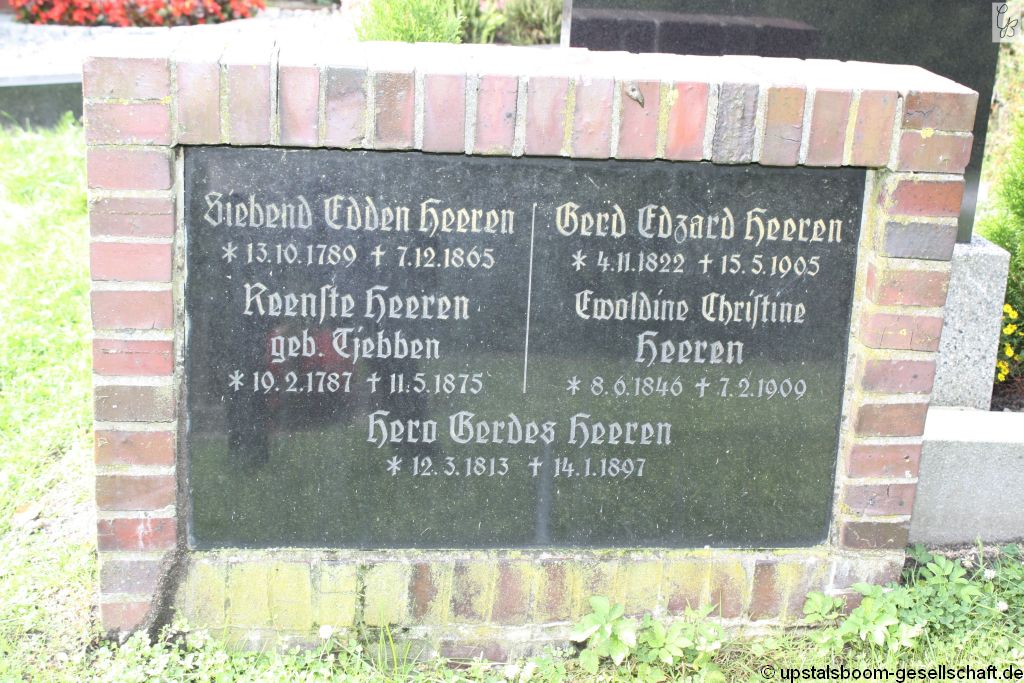 Siebend Edden Heeren
* 13.10.1789 † 7.12.1865
Reenste Heeren
geb. Tjebben
* 19.2.1787 † 11.5.1875
Gerd Edzard Heeren
* 4.11.1822 † 15.5.1905
Ewoldine Christine
Heeren
* 8.6.1846 † 7.2.1909
Hero Gerdes Heeren
* 12.3.1813 † 14.1.1897
© upstalsboom-gesellschaft.de